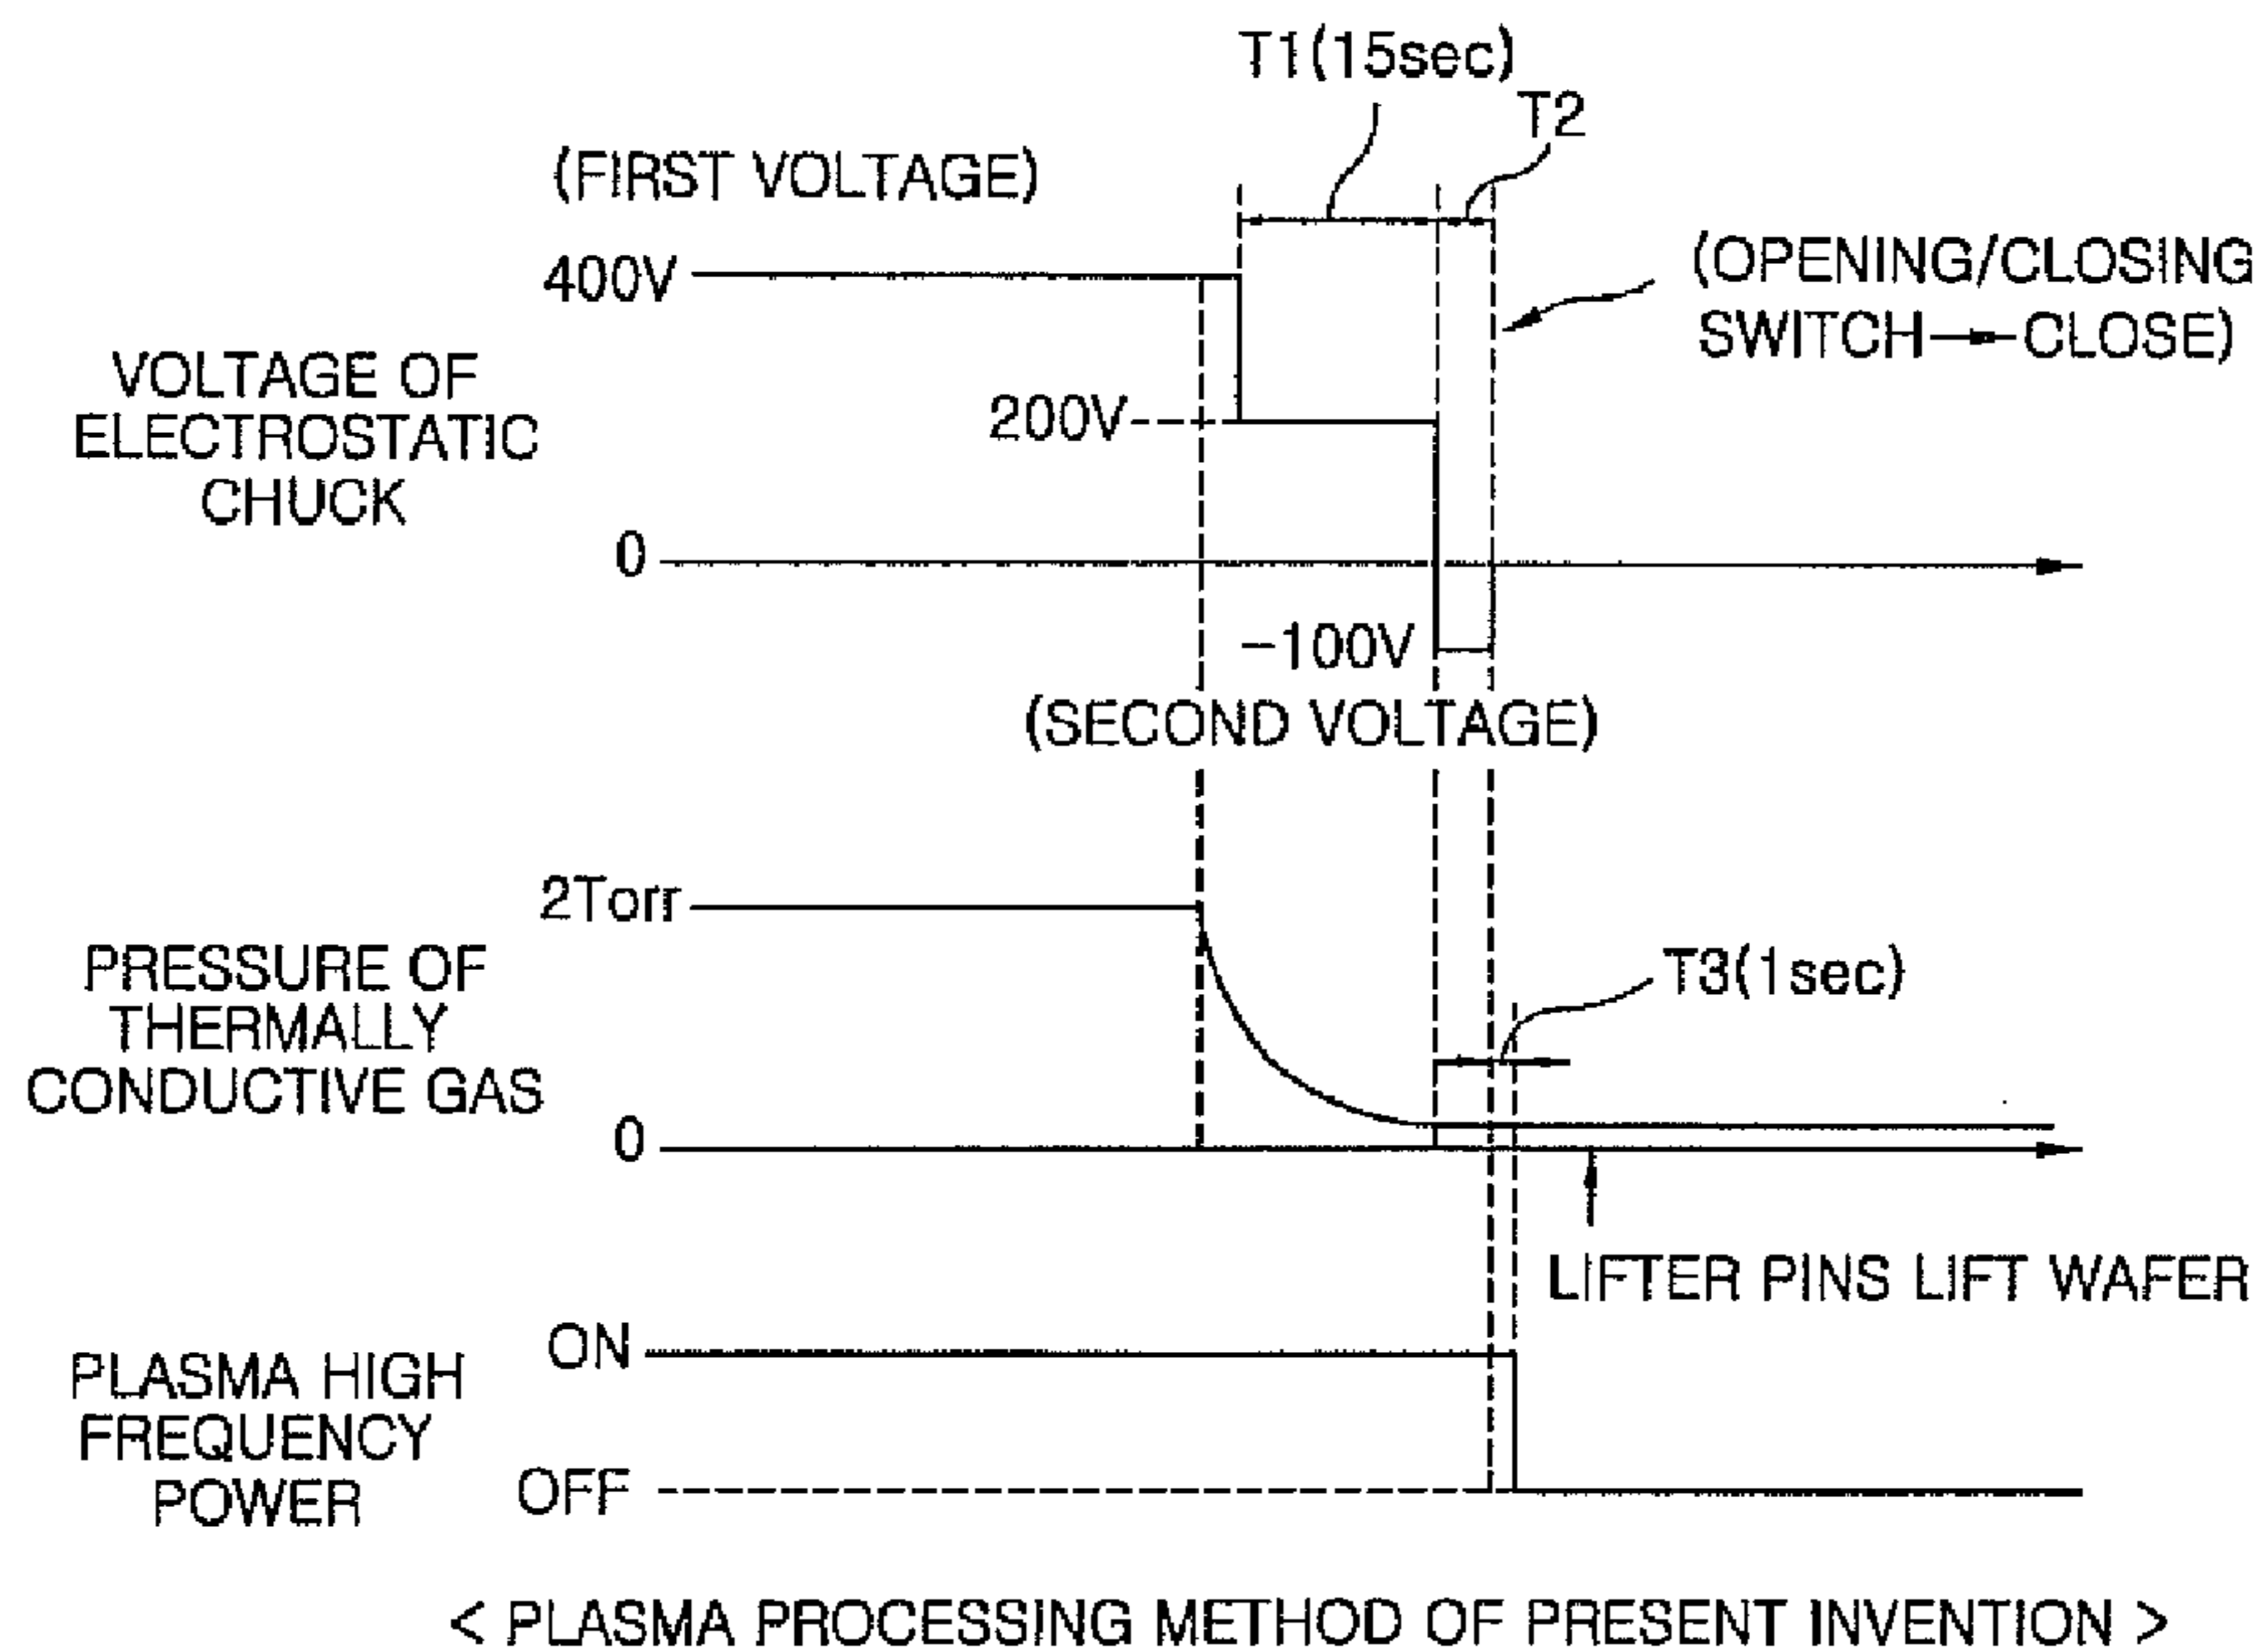 T1(15sec)
T2
(FIRST VOLTAGE)
400V
(OPENING/CLOSING
SWITCH→CLOSE)
VOLTAGE OF
ELECTROSTATIC
CHUCK
200V
0
-100V
(SECOND VOLTAGE)
2Torr
PRESSURE OF
THERMALLY
CONDUCTIVE GAS
T3(1sec)
0
LIFTER PINS LIFT WAFER
ON
PLASMA HIGH
FREQUENCY
POWER
OFF
< PLASMA PROCESSING METHOD OF PRESENT INVENTION >